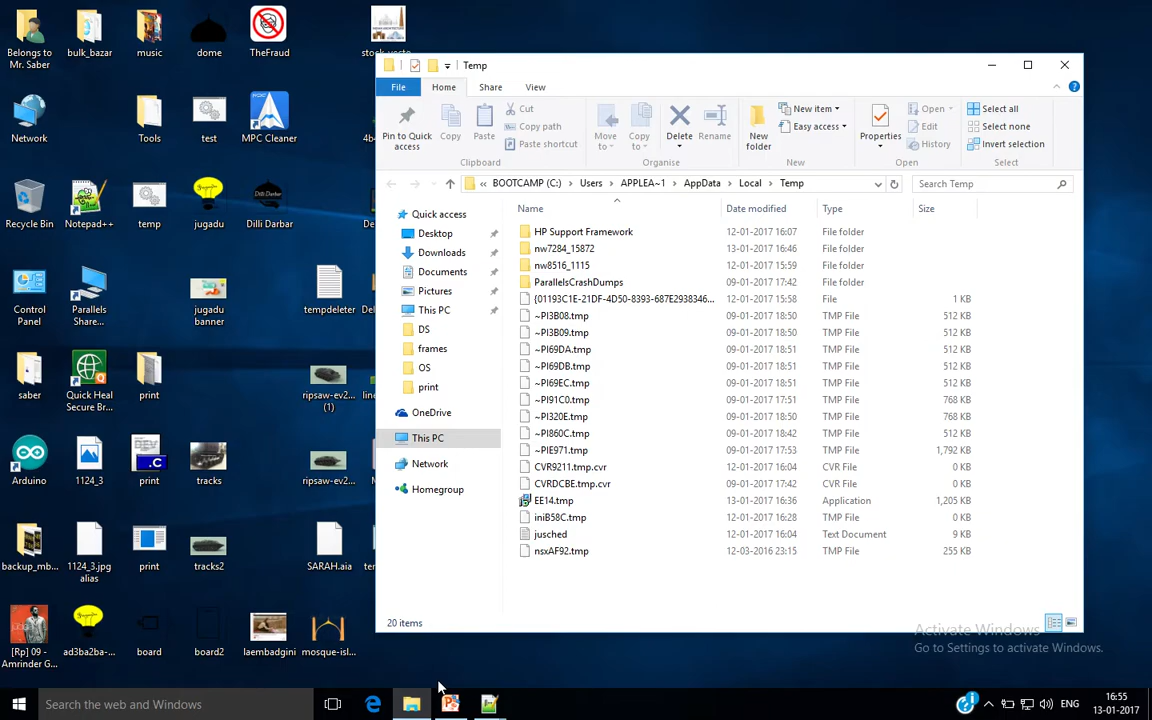 Belongs to Mr. Saber
bulk_bazar
music
dome
TheFraud
stock_vecto
Network
Tools
test
MPC Cleaner
Recycle Bin
Notepad++
temp
jugadu
Dilli Darbar
Control Panel
Parallels Share...
jugadu banner
tempdeleter
saber
Quick Heal Secure Br...
print
ripsaw-ev2... (1)
Arduino
1124_3
print
tracks
ripsaw-ev2...
backup_mb...
1124_3.jpg alias
print
tracks2
SARAH.aia
[Rp] 09 - Amrinder G...
ad3ba2ba-...
board
board2
laembadgini
mosque-isl...
Temp
File Home Share View
Pin to Quick access
Copy
Paste
Cut
Copy path
Paste shortcut
Clipboard
Move to
Copy to
Delete
Rename
Organise
New folder
New item
Easy access
New
Properties
Open
Edit
History
Open
Select all
Select none
Invert selection
Select
« BOOTCAMP (C:) Users APPLEA~1 AppData Local Temp
Search Temp
Quick access
Desktop
Downloads
Documents
Pictures
This PC
DS
frames
OS
print
OneDrive
This PC
Network
Homegroup
Name Date modified Type Size
HP Support Framework 12-01-2017 16:07 File folder
nw7284_15872 13-01-2017 16:46 File folder
nw8516_1115 12-01-2017 15:59 File folder
ParallelsCrashDumps 09-01-2017 17:42 File folder
{01193C1E-21DF-4D50-8393-687E2938346... 12-01-2017 15:58 File 1 KB
~PI3B08.tmp 09-01-2017 18:50 TMP File 512 KB
~PI3B09.tmp 09-01-2017 18:50 TMP File 512 KB
~PI69DA.tmp 09-01-2017 18:51 TMP File 512 KB
~PI69DB.tmp 09-01-2017 18:51 TMP File 512 KB
~PI69EC.tmp 09-01-2017 18:51 TMP File 512 KB
~PI91C0.tmp 09-01-2017 17:51 TMP File 768 KB
~PI320E.tmp 09-01-2017 18:50 TMP File 768 KB
~PI860C.tmp 09-01-2017 18:42 TMP File 512 KB
~PIE971.tmp 09-01-2017 17:53 TMP File 1,792 KB
CVR9211.tmp.cvr 12-01-2017 16:04 CVR File 0 KB
CVRDCBE.tmp.cvr 09-01-2017 17:42 CVR File 0 KB
EE14.tmp 13-01-2017 16:36 Application 1,205 KB
iniB58C.tmp 12-01-2017 16:28 TMP File 0 KB
jusched 12-01-2017 16:04 Text Document 9 KB
nsxAF92.tmp 12-03-2016 23:15 TMP File 255 KB
20 items
Activate Windows
Go to Settings to activate Windows.
Search the web and Windows
ENG
16:55
13-01-2017